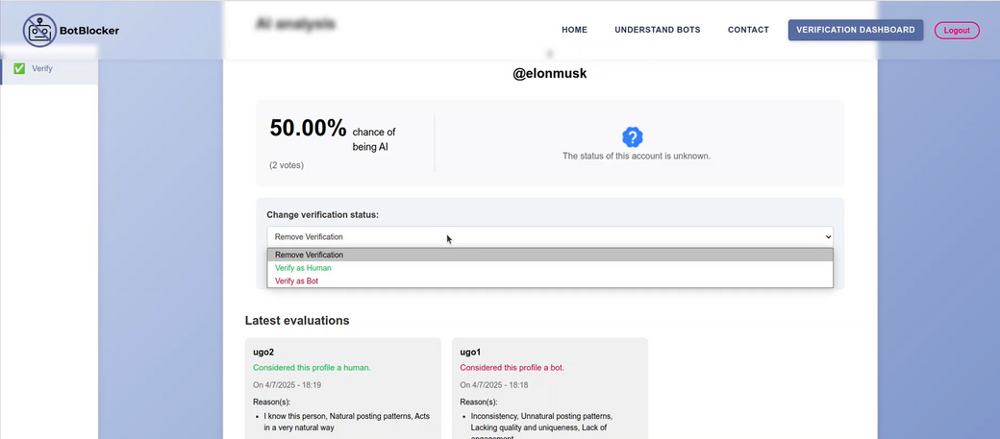 AI analysis
BotBlocker
HOME
UNDERSTAND BOTS
CONTACT
VERIFICATION DASHBOARD
Logout
✅ Verify
@elonmusk
50.00% chance of
being AI
(2 votes)
?
The status of this account is unknown.
Change verification status:
Remove Verification
Remove Verification
Verify as Human
Verify as Bot
Latest evaluations
ugo2
Considered this profile a human.
On 4/7/2025 - 18:19
Reason(s):
• I know this person, Natural posting patterns, Acts
in a very natural way
ugo1
Considered this profile a bot.
On 4/7/2025 - 18:18
Reason(s):
• Inconsistency, Unnatural posting patterns,
Lacking quality and uniqueness, Lack of
engagement